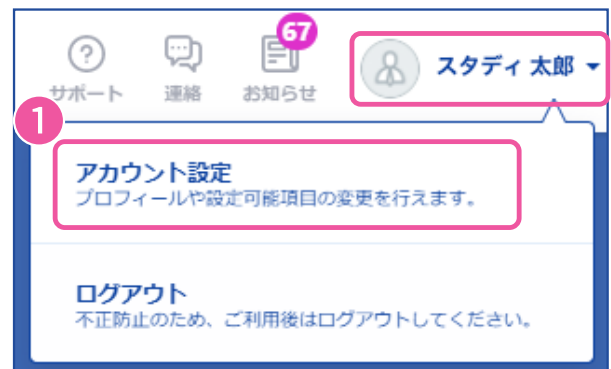 67
サポート
連絡
お知らせ
スタディ 太郎
1
アカウント設定
プロフィールや設定可能項目の変更を行えます。
ログアウト
不正防止のため、ご利用後はログアウトしてください。